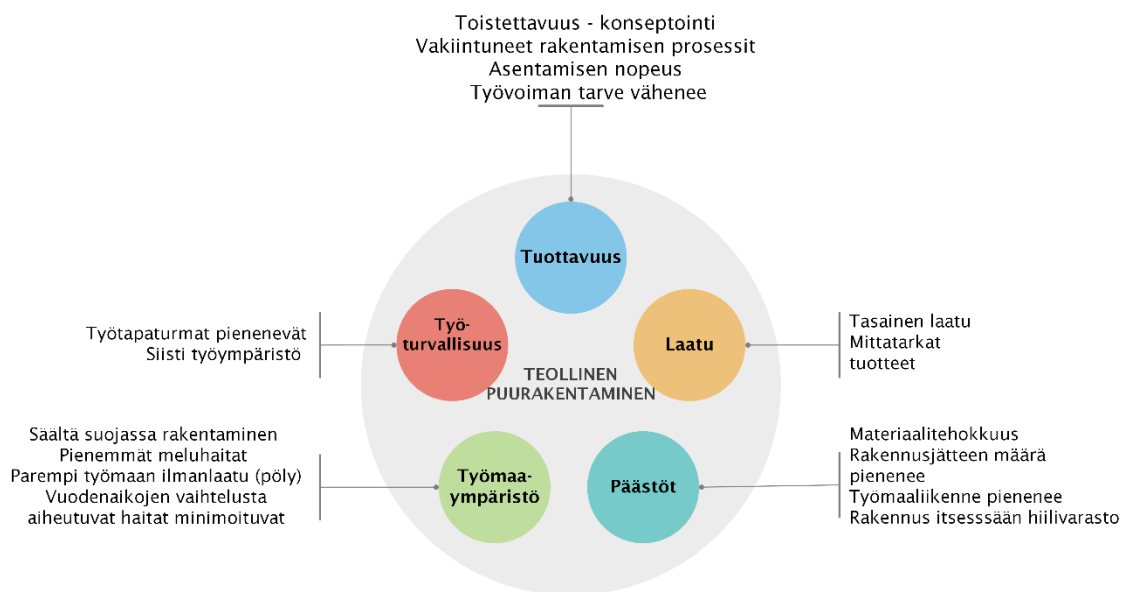 Toistettavuus - konseptointi
Vakiintuneet rakentamisen prosessit
Asentamisen nopeus
Työvoiman tarve vähenee
Tuottavuus
Työtapaturmat pienenevät
Siisti työympäristö
Työ-
turvallisuus
Laatu
Tasainen laatu
Mittatarkat
tuotteet
TEOLLINEN
PUURAKENTAMINEN
Säältä suojassa rakentaminen
Pienemmät meluhaitat
Parempi työmaan ilmanlaatu (pöly)
Vuodenaikojen vaihtelusta
aiheutuvat haitat minimoituvat
Työmaa-
ympäristö
Päästöt
Materiaalitehokkuus
Rakennusjätteen määrä
pienenee
Työmaaliikenne pienenee
Rakennus itsesssään hiilivarasto